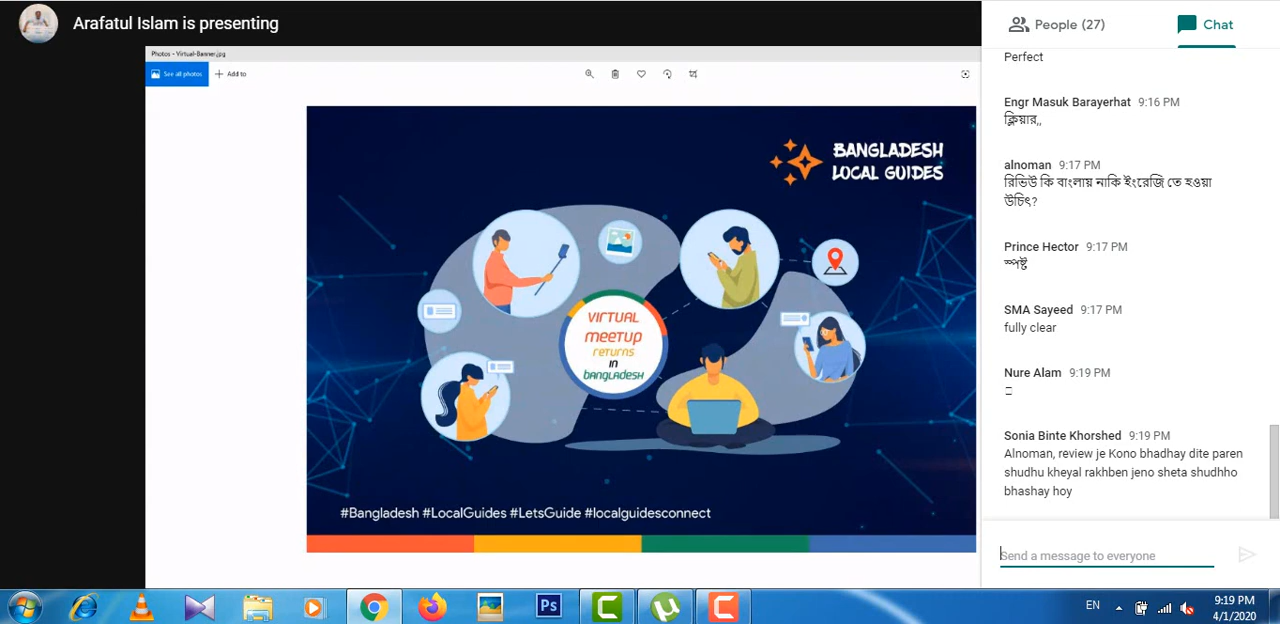 Arafatul Islam is presenting
Photos - Virtual-Banner.jpg
See all photos
Add to
BANGLADESH
LOCAL GUIDES
VIRTUAL
MEETUP
RETURNS
IN
BANGLADESH
#Bangladesh #LocalGuides #LetsGuide #localguidesconnect
People (27)
Chat
Perfect
Engr Masuk Barayerhat 9:16 PM
ক্লিয়ার,,
alnoman 9:17 PM
রিভিউ কি বাংলায় নাকি ইংরেজি তে হওয়া
উচিৎ?
Prince Hector 9:17 PM
স্পষ্ট
SMA Sayeed 9:17 PM
fully clear
Nure Alam 9:19 PM
Sonia Binte Khorshed 9:19 PM
Alnoman, review je Kono bhadhay dite paren
shudhu kheyal rakhben jeno sheta shudhho
bhashay hoy
Send a message to everyone
Ps
EN
9:19 PM
4/1/2020